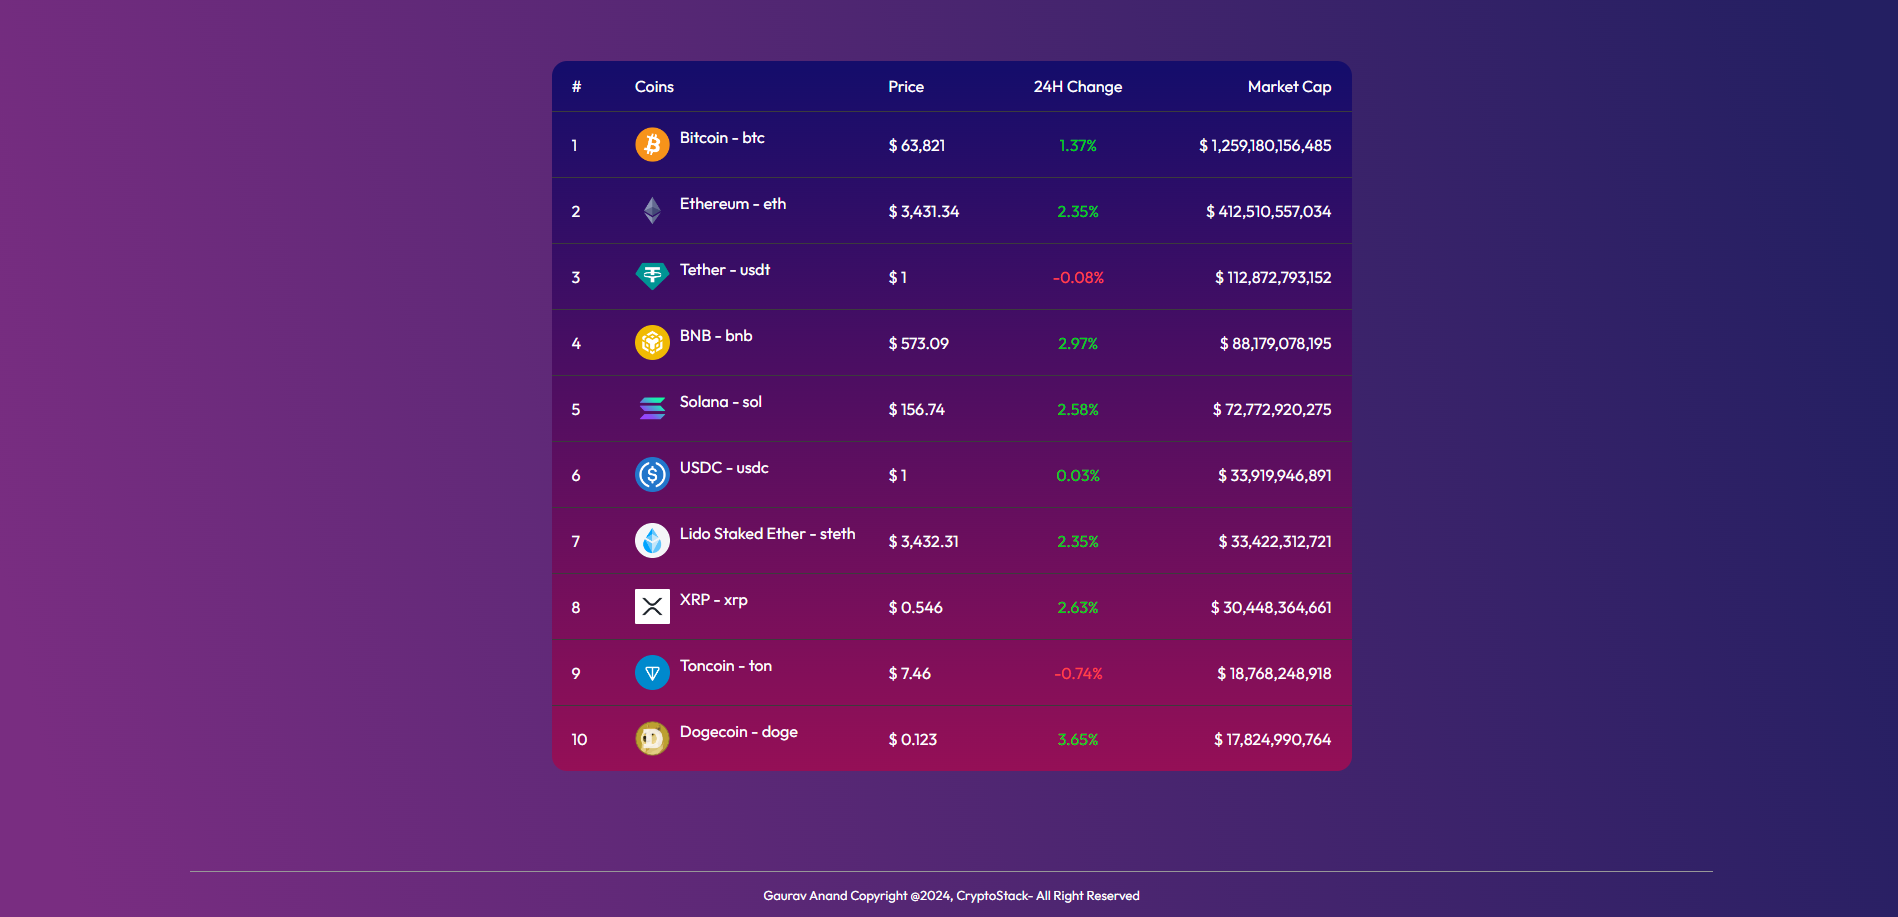 # Coins Price 24H Change Market Cap
1 Bitcoin - btc $ 63,821 1.37% $ 1,259,180,156,485
2 Ethereum - eth $ 3,431.34 2.35% $ 412,510,557,034
3 Tether - usdt $ 1 -0.08% $ 112,872,793,152
4 BNB - bnb $ 573.09 2.97% $ 88,179,078,195
5 Solana - sol $ 156.74 2.58% $ 72,772,920,275
6 USDC - usdc $ 1 0.03% $ 33,919,946,891
7 Lido Staked Ether - steth $ 3,432.31 2.35% $ 33,422,312,721
8 XRP - xrp $ 0.546 2.63% $ 30,448,364,661
9 Toncoin - ton $ 7.46 -0.74% $ 18,768,248,918
10 Dogecoin - doge $ 0.123 3.65% $ 17,824,990,764
Gaurav Anand Copyright @2024, CryptoStack- All Right Reserved